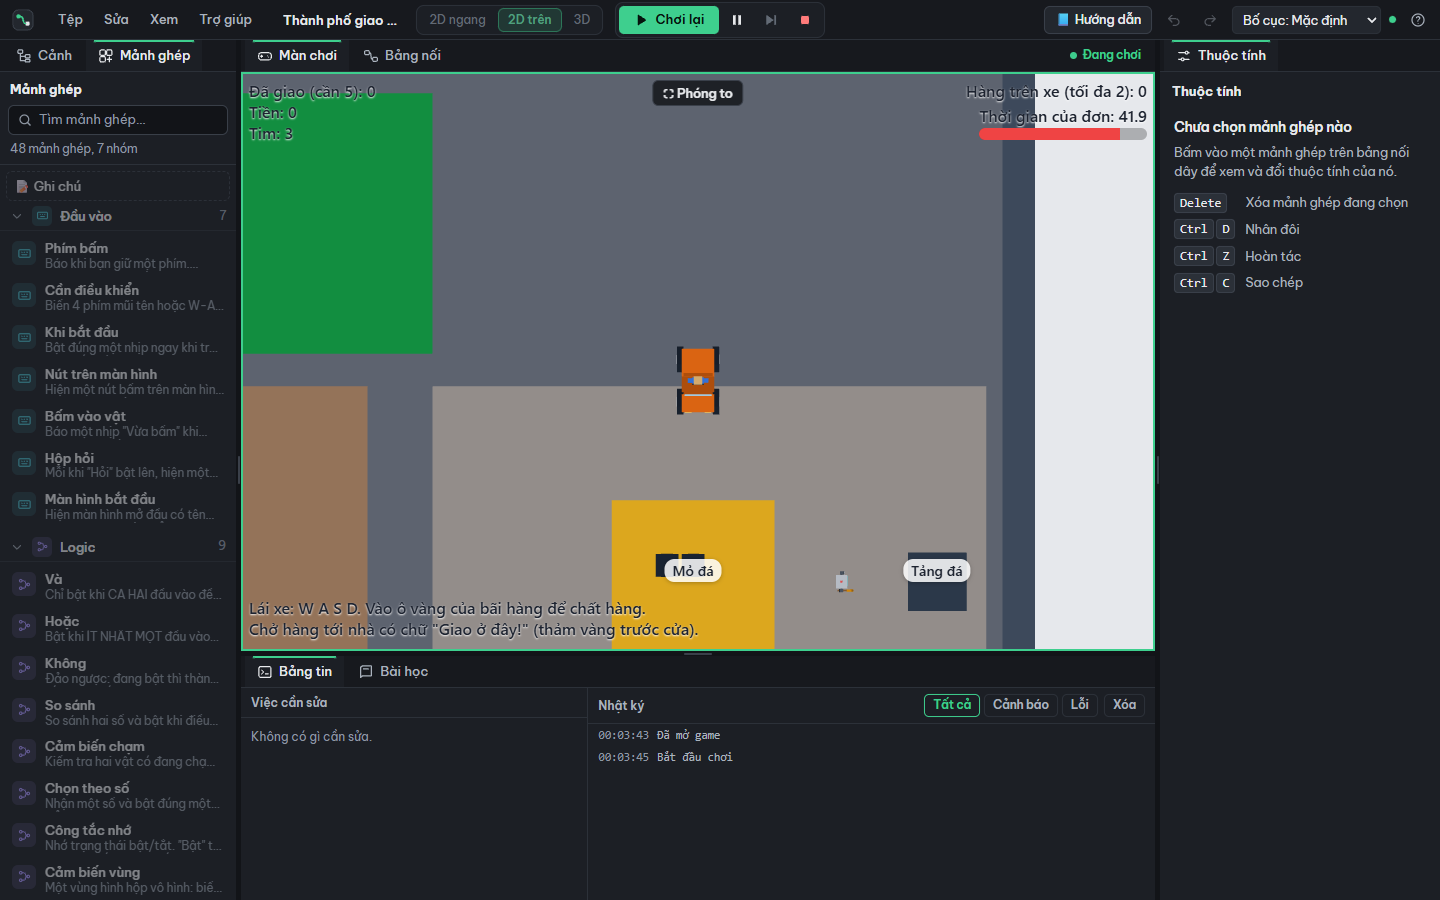 Tệp Sửa Xem Trợ giúp Thành phố giao ... 2D ngang 2D trên 3D Chơi lại Hướng dẫn Bố cục: Mặc định
Cảnh Mảnh ghép Màn chơi Bảng nối Đang chơi Thuộc tính
Mảnh ghép
Tìm mảnh ghép...
48 mảnh ghép, 7 nhóm
Ghi chú
Đầu vào 7
Phím bấm
Báo khi bạn giữ một phím....
Cần điều khiển
Biến 4 phím mũi tên hoặc W-A...
Khi bắt đầu
Bật đúng một nhịp ngay khi tr...
Nút trên màn hình
Hiện một nút bấm trên màn hìn...
Bấm vào vật
Báo một nhịp "Vừa bấm" khi...
Hộp hỏi
Mỗi khi "Hỏi" bật lên, hiện một...
Màn hình bắt đầu
Hiện màn hình mở đầu có tên...
Logic 9
Và
Chỉ bật khi CẢ HAI đầu vào đề...
Hoặc
Bật khi ÍT NHẤT MỘT đầu vào...
Không
Đảo ngược: đang bật thì thàn...
So sánh
So sánh hai số và bật khi điều...
Cảm biến chạm
Kiểm tra hai vật có đang chạ...
Chọn theo số
Nhận một số và bật đúng một...
Công tắc nhớ
Nhớ trạng thái bật/tắt. "Bật" t...
Cảm biến vùng
Một vùng hình hộp vô hình: biế...
Đã giao (cần 5): 0
Tiền: 0
Tim: 3
Phóng to
Hàng trên xe (tối đa 2): 0
Thời gian của đơn: 41.9
Mỏ đá
Tảng đá
Lái xe: W A S D. Vào ô vàng của bãi hàng để chất hàng.
Chở hàng tới nhà có chữ "Giao ở đây!" (thảm vàng trước cửa).
Bảng tin Bài học
Việc cần sửa
Không có gì cần sửa.
Nhật ký Tất cả Cảnh báo Lỗi Xóa
00:03:43 Đã mở game
00:03:45 Bắt đầu chơi
Thuộc tính
Chưa chọn mảnh ghép nào
Bấm vào một mảnh ghép trên bảng nối
dây để xem và đổi thuộc tính của nó.
Delete Xóa mảnh ghép đang chọn
Ctrl D Nhân đôi
Ctrl Z Hoàn tác
Ctrl C Sao chép